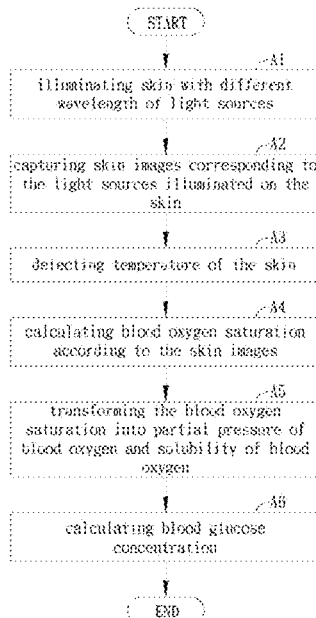 START
A1
illuminating skin with different
wavelength of light sources
A2
capturing skin images corresponding to
the light sources illuminated on the
skin
A3
detecting temperature of the skin
A4
calculating blood oxygen saturation
according to the skin images
A5
transforming the blood oxygen
saturation into partial pressure of
blood oxygen and solubility of blood
oxygen
A6
calculating blood glucose
concentration
END